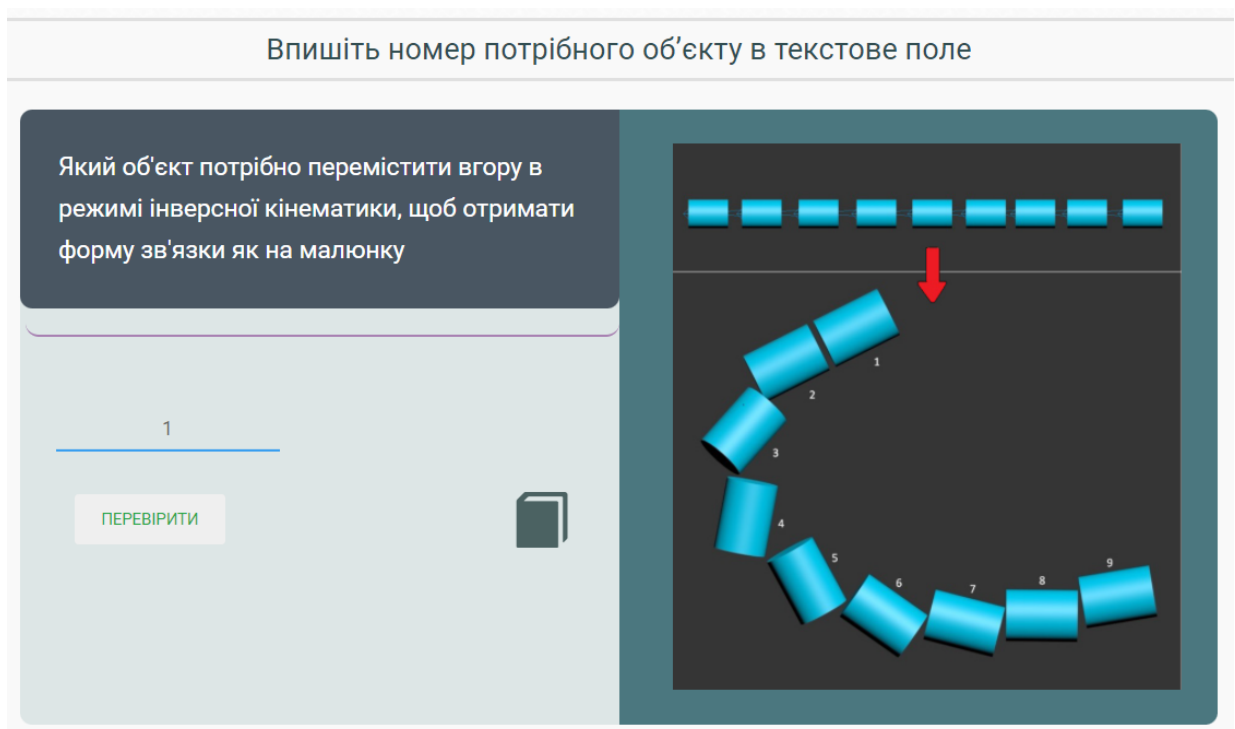 Впишіть номер потрібного об’єкту в текстове поле
Який об'єкт потрібно перемістити вгору в
режимі інверсної кінематики, щоб отримати
форму зв'язки як на малюнку
1
ПЕРЕВІРИТИ
1
2
3
4
5
6
7
8
9